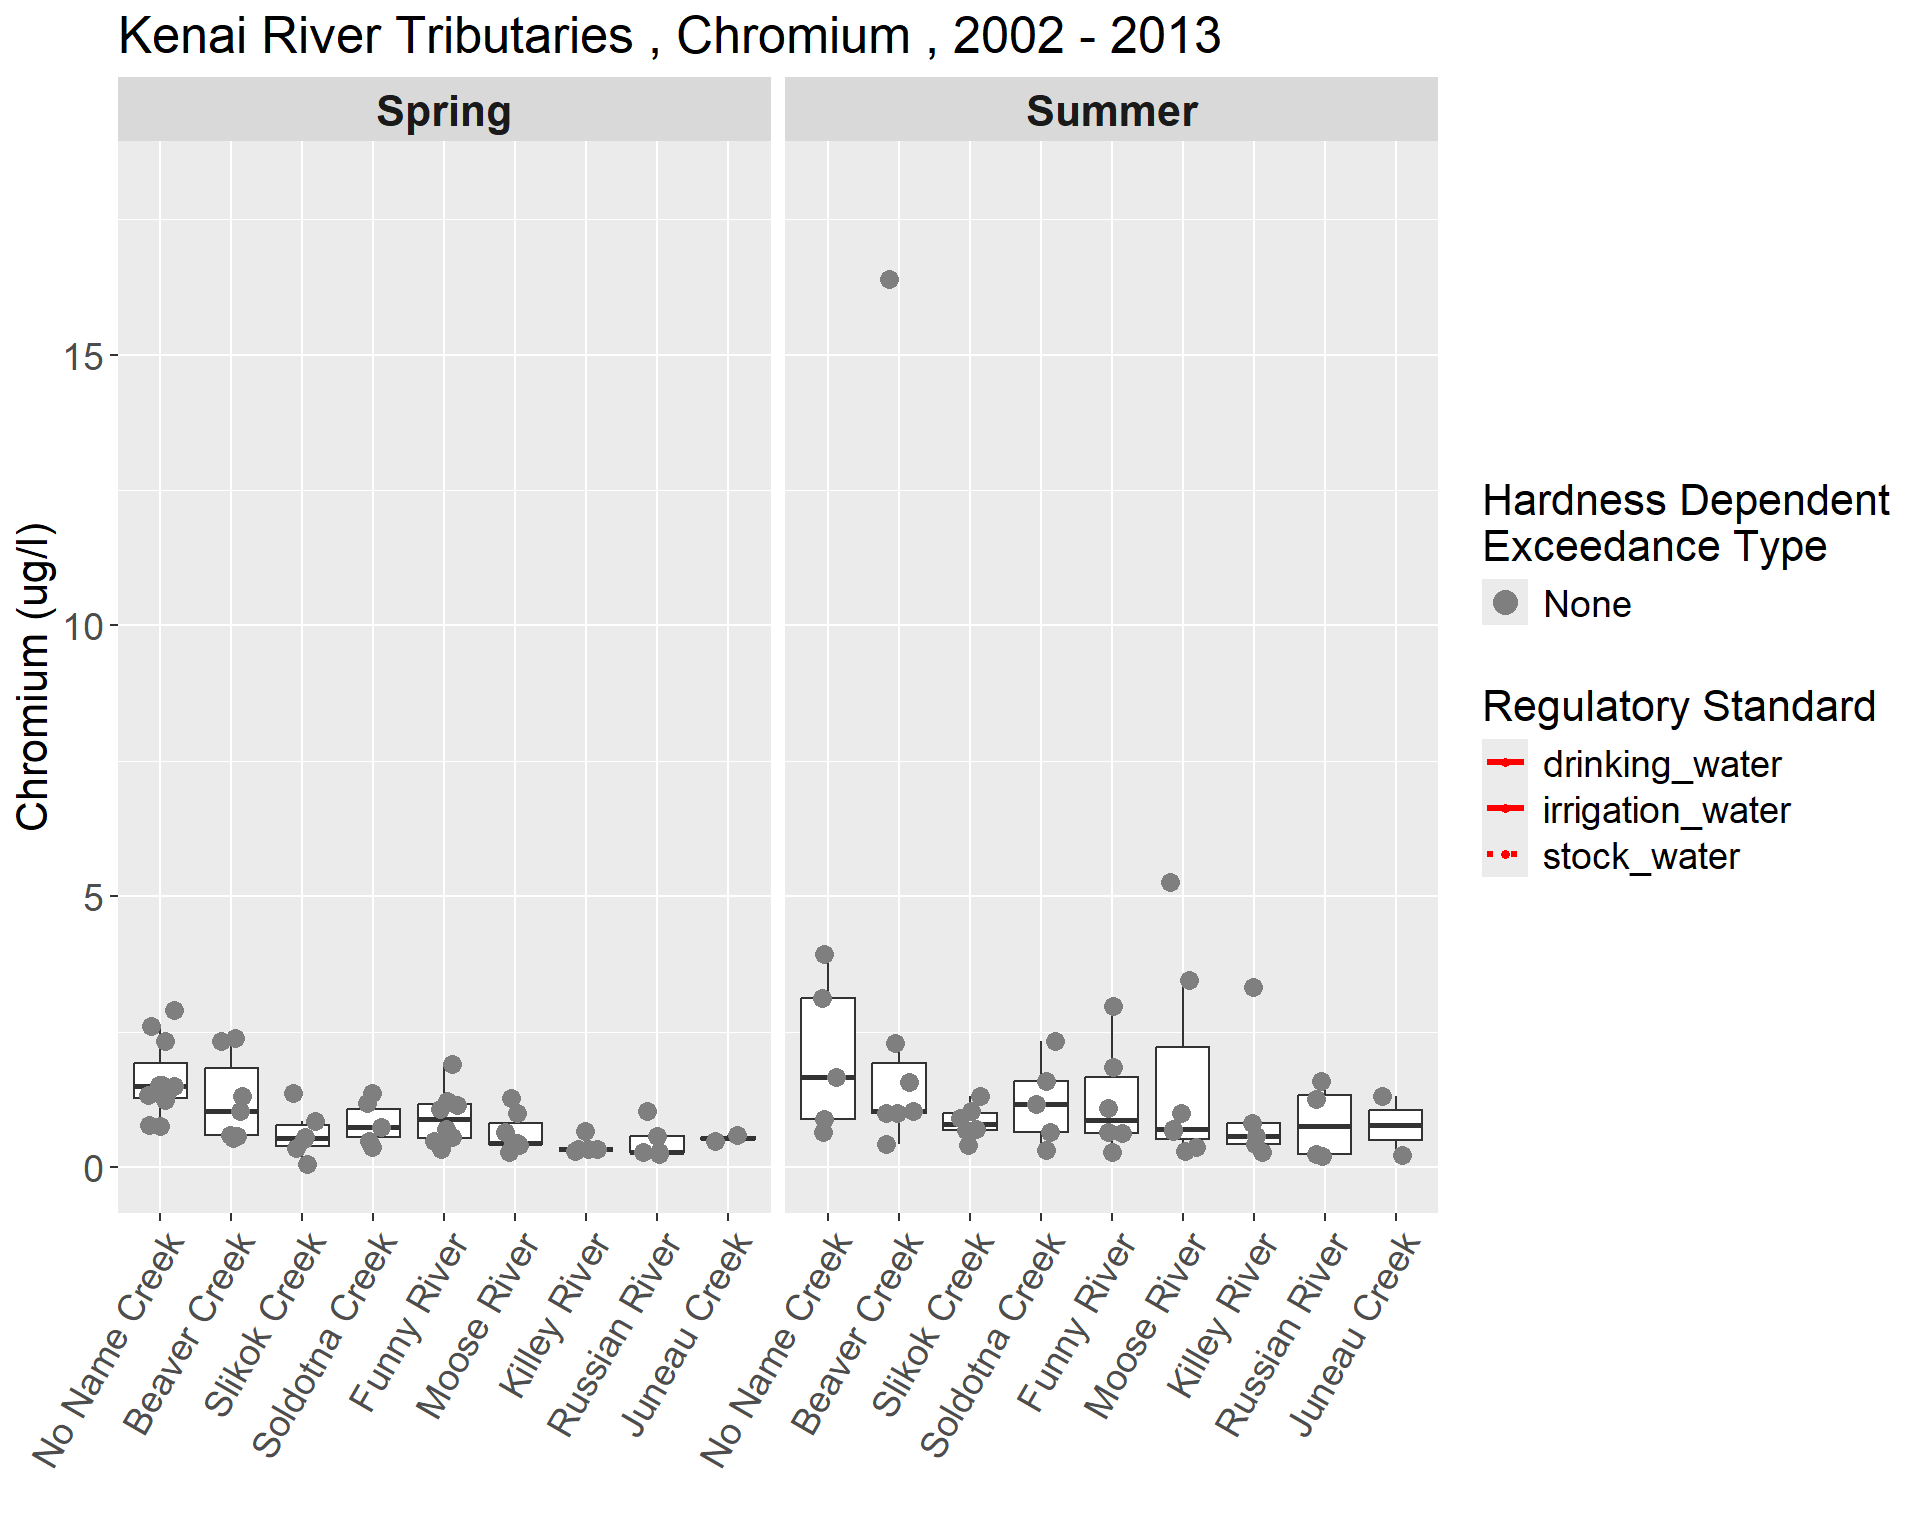 Kenai River Tributaries , Chromium , 2002 - 2013
Spring
Summer
Chromium (ug/l)
15
10
5
0
No Name Creek
Beaver Creek
Slikok Creek
Soldotna Creek
Funny River
Moose River
Killey River
Russian River
Juneau Creek
No Name Creek
Beaver Creek
Slikok Creek
Soldotna Creek
Funny River
Moose River
Killey River
Russian River
Juneau Creek
Hardness Dependent
Exceedance Type
None
Regulatory Standard
drinking_water
irrigation_water
stock_water